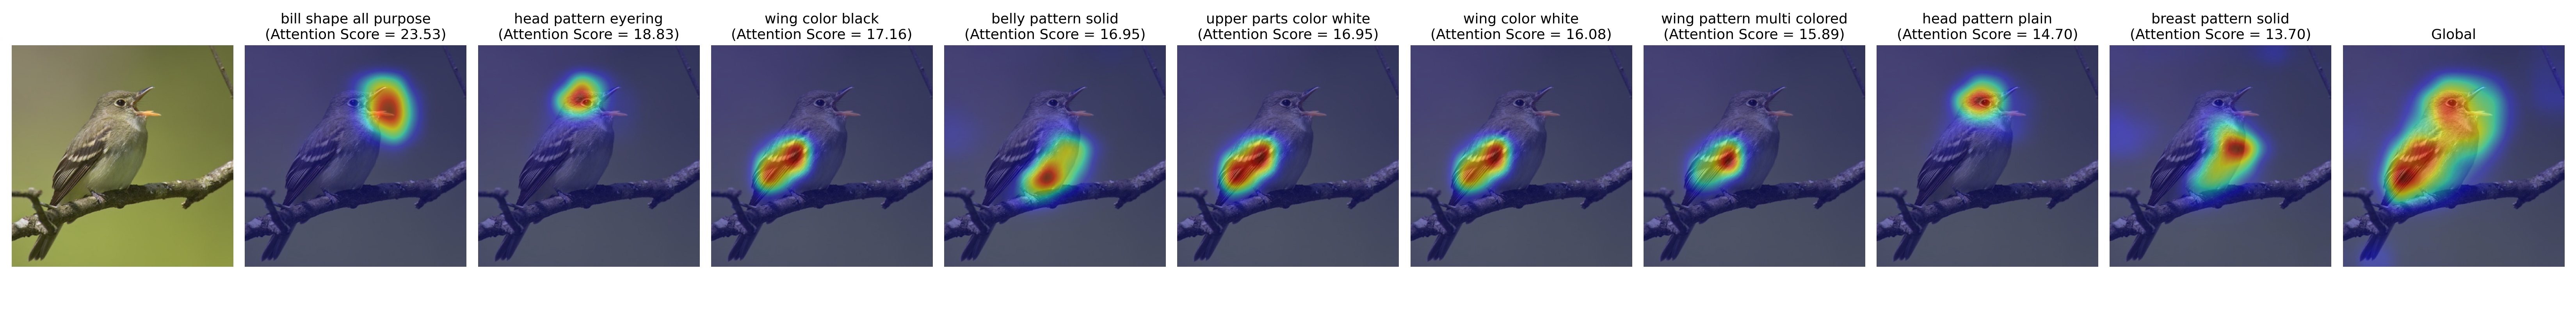 bill shape all purpose
(Attention Score = 23.53)
head pattern eyering
(Attention Score = 18.83)
wing color black
(Attention Score = 17.16)
belly pattern solid
(Attention Score = 16.95)
upper parts color white
(Attention Score = 16.95)
wing color white
(Attention Score = 16.08)
wing pattern multi colored
(Attention Score = 15.89)
head pattern plain
(Attention Score = 14.70)
breast pattern solid
(Attention Score = 13.70)
Global